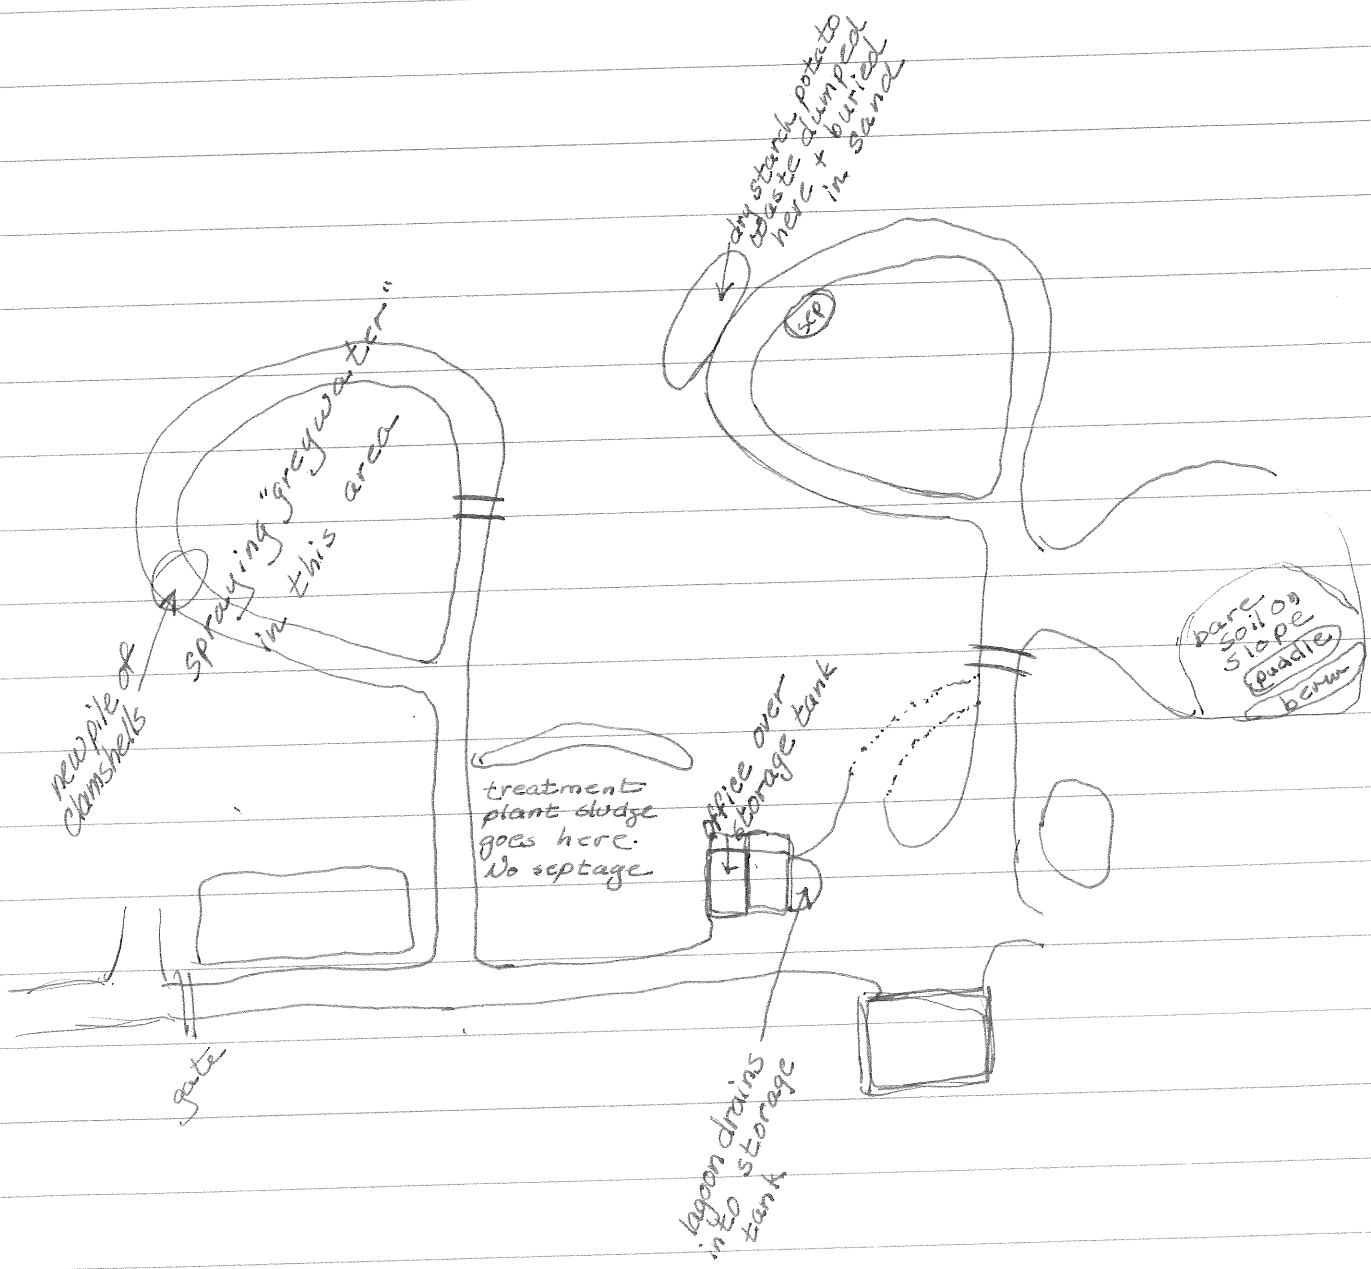 dry starch potato
waste dumped
here + buried
in sand
sep
spraying "greywater"
in this area
new pile of
clamshells
bare
soil on
slope
puddle
berm
office over
storage tank
treatment
plant sludge
goes here.
No septage
gate
lagoon drains
into storage
tank